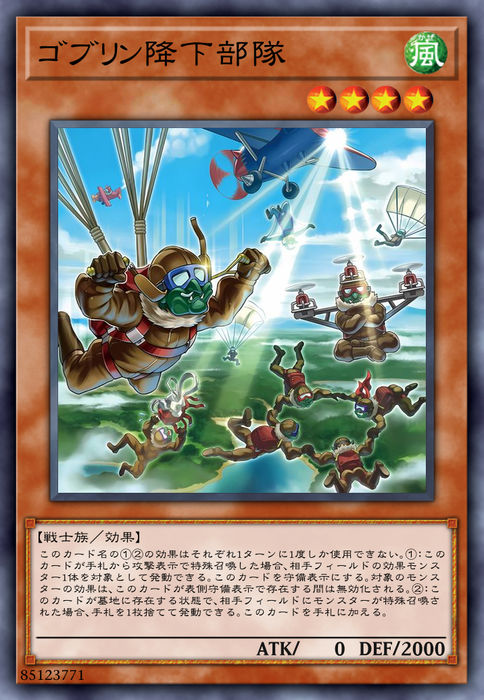 ゴブリン降下部隊
かぜ
風
【戦士族／効果】
このカード名の①②の効果はそれぞれ1ターンに1度しか使用できない。①：この
カードが手札から攻撃表示で特殊召喚した場合、相手フィールドの効果モンス
ター1体を対象として発動できる。このカードを守備表示にする。対象のモンス
ターの効果は、このカードが表側守備表示で存在する間は無効化される。②：こ
のカードが墓地に存在する状態で、相手フィールドにモンスターが特殊召喚さ
れた場合、手札を1枚捨てて発動できる。このカードを手札に加える。
ATK/ 0 DEF/2000
85123771